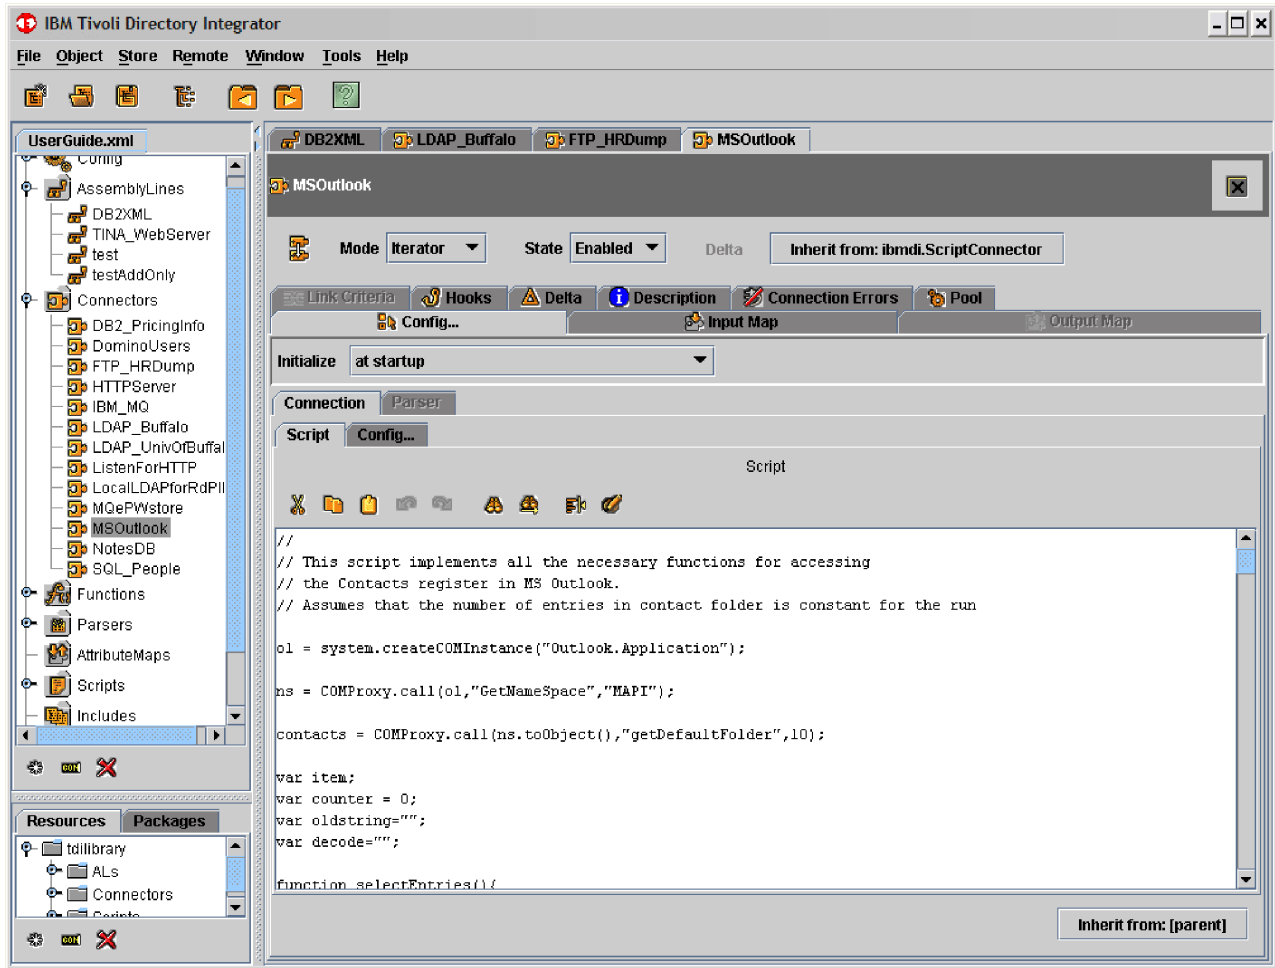 IBM Tivoli Directory Integrator
File Object Store Remote Window Tools Help
UserGuide.xml
Config
AssemblyLines
DB2XML
TINA_WebServer
test
testAddOnly
Connectors
DB2_PricingInfo
DominoUsers
FTP_HRDump
HTTPServer
IBM_MQ
LDAP_Buffalo
LDAP_UnivOfBuffal
ListenForHTTP
LocalLDAPforRdPll
MQePWstore
MSOutlook
NotesDB
SQL_People
Functions
Parsers
AttributeMaps
Scripts
Includes
Resources Packages
tdilibrary
ALs
Connectors
Scripts
DB2XML LDAP_Buffalo FTP_HRDump MSOutlook
MSOutlook
Mode Iterator State Enabled Delta Inherit from: ibmdi.ScriptConnector
Link Criteria Hooks Delta Description Connection Errors Pool
Config... Input Map Output Map
Initialize at startup
Connection Parser
Script Config...
Script
//
// This script implements all the necessary functions for accessing
// the Contacts register in MS Outlook.
// Assumes that the number of entries in contact folder is constant for the run
ol = system.createCOMInstance("Outlook.Application");
ns = COMProxy.call(ol,"GetNameSpace","MAPI");
contacts = COMProxy.call(ns.toObject(),"getDefaultFolder",10);
var item;
var counter = 0;
var oldstring="";
var decode="";
function selectEntries(){
Inherit from: [parent]